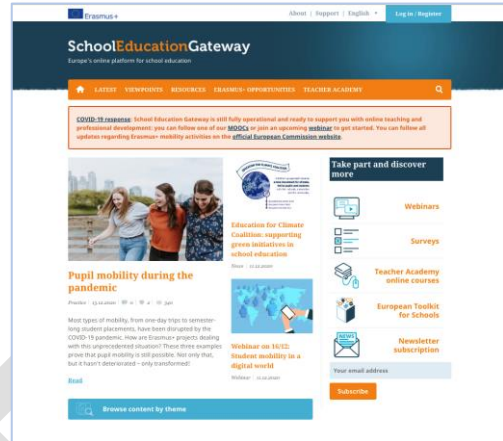 Erasmus+
About | Support | English
Log in / Register
SchoolEducationGateway
Europe's online platform for school education
LATEST VIEWPOINTS RESOURCES ERASMUS+ OPPORTUNITIES TEACHER ACADEMY
COVID-19 response: School Education Gateway is still fully operational and ready to support you with online teaching and
professional development: you can follow one of our MOOCs or join an upcoming webinar to get started. You can follow all
updates regarding Erasmus+ mobility activities on the official European Commission website.
Pupil mobility during the
pandemic
Most types of mobility, from one-day trips to semester-
long student placements, have been disrupted by the
COVID-19 pandemic. How are Erasmus+ projects dealing
with this unprecedented situation? These three examples
prove that pupil mobility is still possible. Not only that,
but it hasn't deteriorated – only transformed!
Read
Education for Climate
Coalition: supporting
green initiatives in
school education
Webinar on 16/12:
Student mobility in a
digital world
Webinar
Take part and discover
more
Webinars
Surveys
Teacher Academy
online courses
European Toolkit
for Schools
NEWS
Newsletter
subscription
Your email address
Subscribe
Browse content by theme